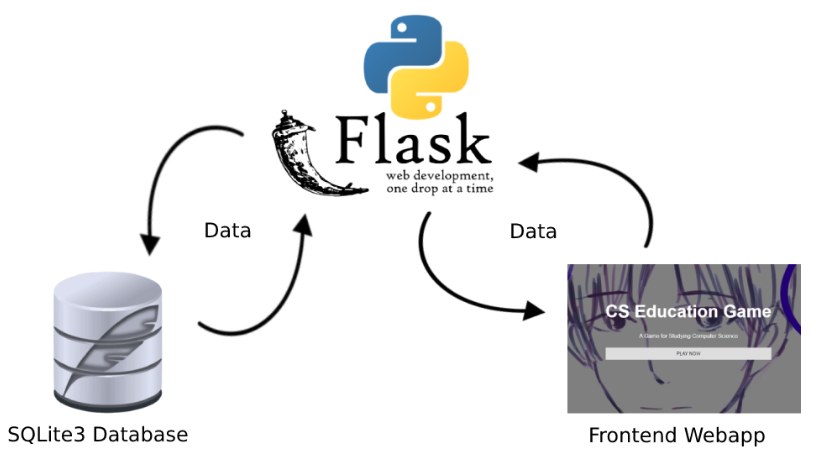 Flask
web development,
one drop at a time
Data
Data
CS Education Game
A Game for Studying Computer Science
PLAY NOW
SQLite3 Database
Frontend Webapp